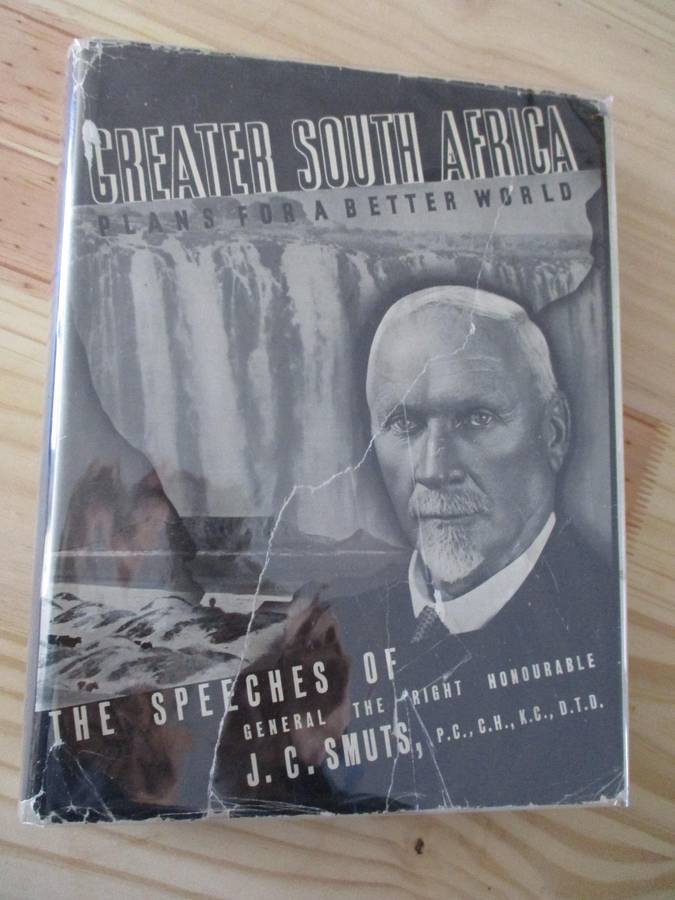 GREATER SOUTH AFRICA
PLANS FOR A BETTER WORLD
THE SPEECHES OF
GENERAL THE RIGHT HONOURABLE
J. C. SMUTS, P.C., C.H., K.C., D.T.D.